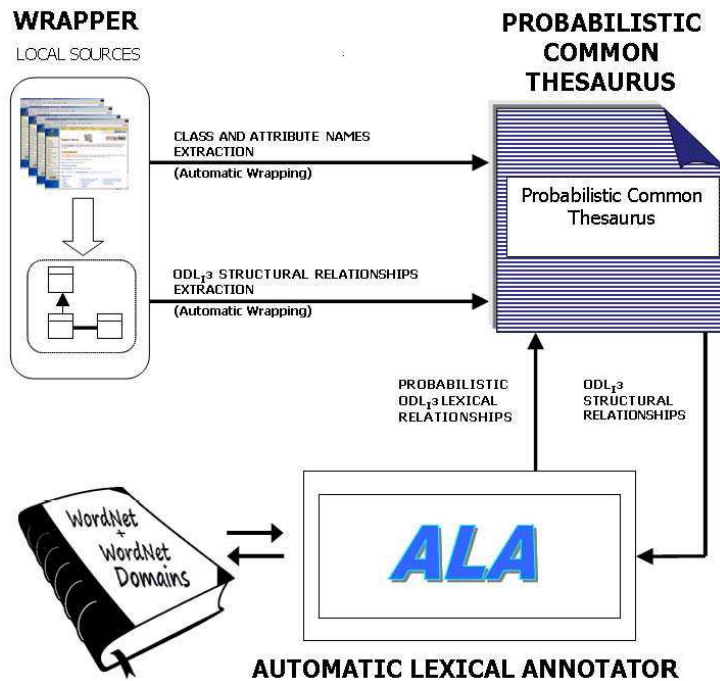 WRAPPER
LOCAL SOURCES
PROBABILISTIC
COMMON
THESAURUS
CLASS AND ATTRIBUTE NAMES
EXTRACTION
(Automatic Wrapping)
Probabilistic Common
Thesaurus
ODLI3 STRUCTURAL RELATIONSHIPS
EXTRACTION
(Automatic Wrapping)
PROBABILISTIC
ODLI3 LEXICAL
RELATIONSHIPS
ODLI3
STRUCTURAL
RELATIONSHIPS
WordNet
+
WordNet
Domains
ALA
AUTOMATIC LEXICAL ANNOTATOR